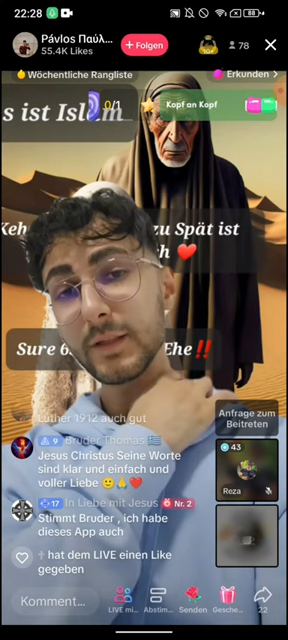 22:28
88+
Pávlos Παύλ...
55.4K Likes
+ Folgen
78
Wöchentliche Rangliste
Erkunden >
s ist Islam
0/1
Kopf an Kopf
Keh
zu Spät ist
h ❤️
Sure 6
Ehe‼️
Luther 1912 auch gut
9 Bruder Thomas 🇬🇷
Jesus Christus Seine Worte
sind klar und einfach und
voller Liebe 🙂🙏❤️
17 In Liebe mit Jesus Nr. 2
Stimmt Bruder , ich habe
dieses App auch
✝ hat dem LIVE einen Like
gegeben
Anfrage zum
Beitreten
43
Reza
Komment...
LIVE mi...
Abstim...
Senden
Gesche...
22